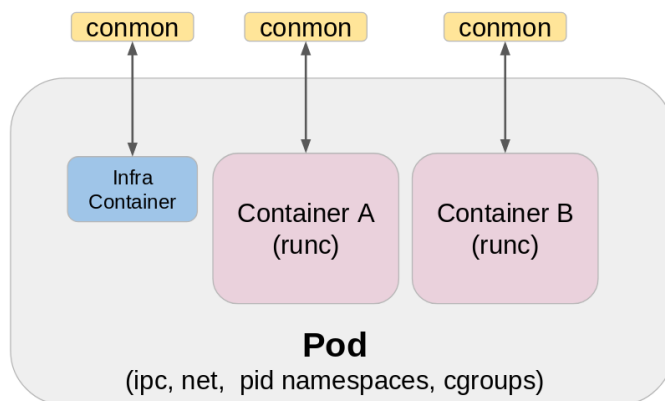 conmon
conmon
conmon
Infra
Container
Container A
(runc)
Container B
(runc)
Pod
(ipc, net, pid namespaces, cgroups)